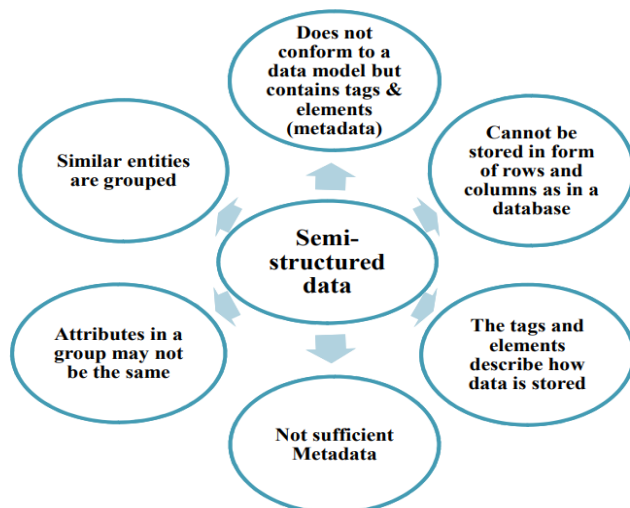 Does not
conform to a
data model but
contains tags &
elements
(metadata)
Cannot be
stored in form
of rows and
columns as in a
database
The tags and
elements
describe how
data is stored
Not sufficient
Metadata
Attributes in a
group may not
be the same
Similar entities
are grouped
Semi-
structured
data